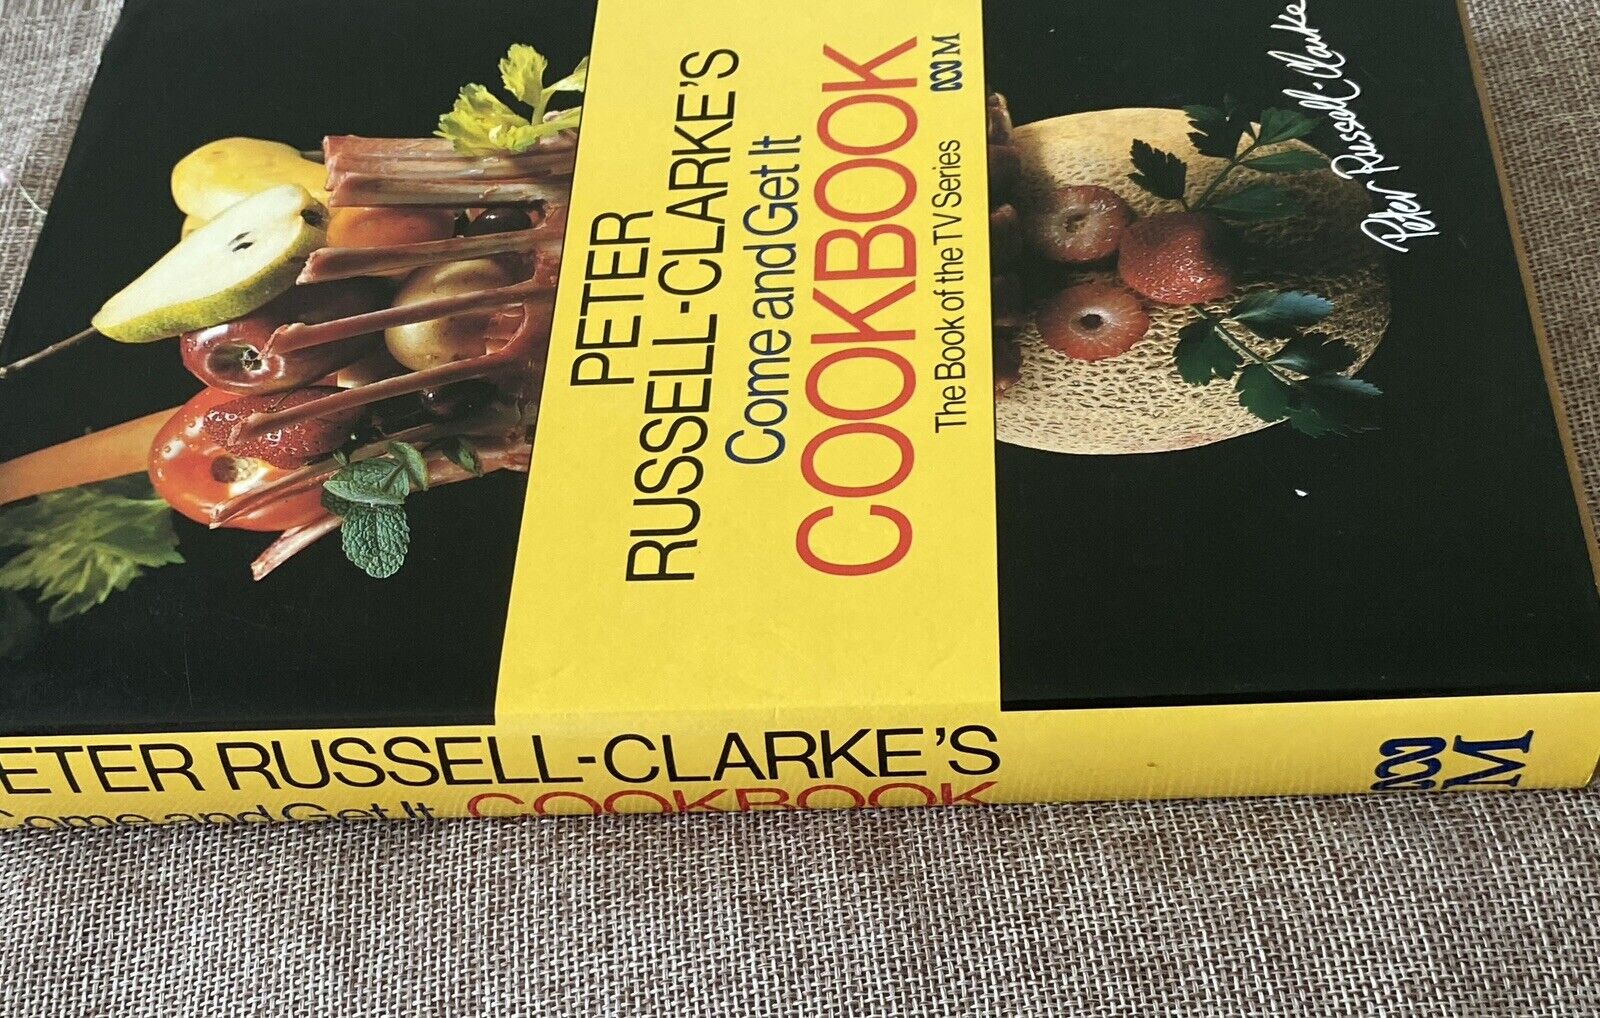 PETER
RUSSELL-CLARKE'S
Come and Get It
COOKBOOK
The Book of the TV Series
M
Peter Russell-Clarke
ETER RUSSELL-CLARKE'S
Come and Get It COOKBOOK
M